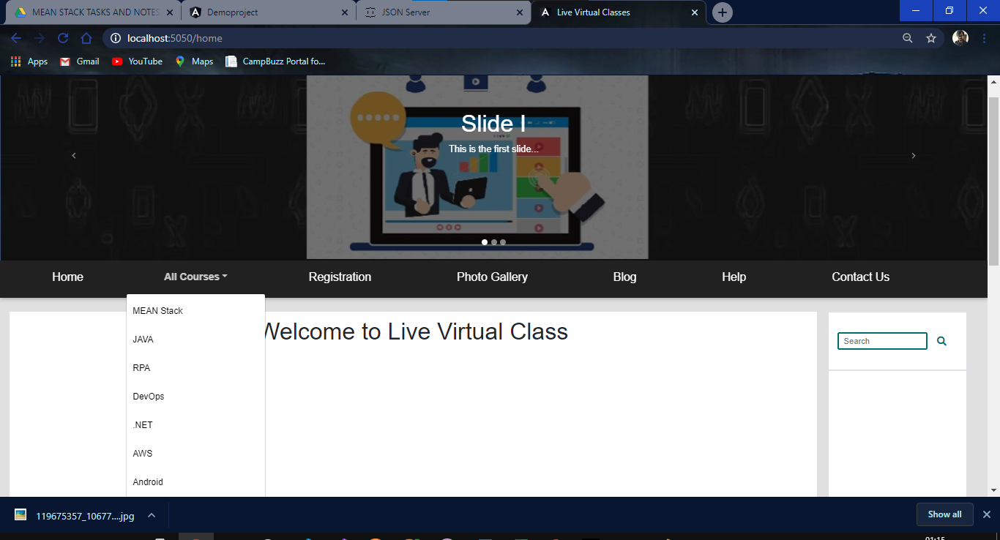 MEAN STACK TASKS AND NOTES
Demoproject
JSON Server
Live Virtual Classes
localhost:5050/home
Apps
Gmail
YouTube
Maps
CampBuzz Portal fo...
Slide I
This is the first slide...
Home
All Courses
Registration
Photo Gallery
Blog
Help
Contact Us
MEAN Stack
JAVA
RPA
DevOps
.NET
AWS
Android
Welcome to Live Virtual Class
Search
119675357_10677....jpg
Show all